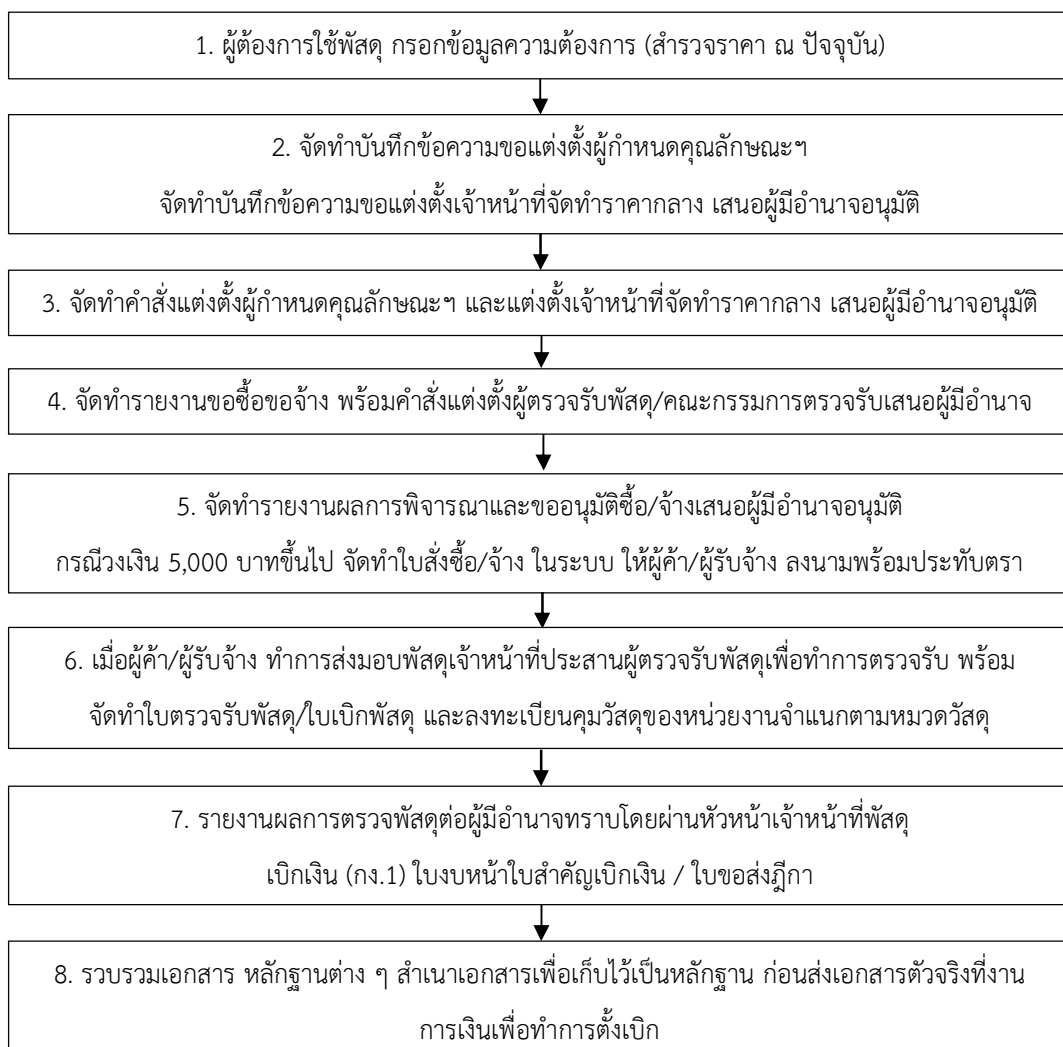 1. ผู้ต้องการใช้พัสดุ กรอกข้อมูลความต้องการ (สำรวจราคา ณ ปัจจุบัน)
2. จัดทำบันทึกข้อความขอแต่งตั้งผู้กำหนดคุณลักษณะฯ
จัดทำบันทึกข้อความขอแต่งตั้งเจ้าหน้าที่จัดทำราคากลาง เสนอผู้มีอำนาจอนุมัติ
3. จัดทำคำสั่งแต่งตั้งผู้กำหนดคุณลักษณะฯ และแต่งตั้งเจ้าหน้าที่จัดทำราคากลาง เสนอผู้มีอำนาจอนุมัติ
4. จัดทำรายงานขอซื้อขอจ้าง พร้อมคำสั่งแต่งตั้งผู้ตรวจรับพัสดุ/คณะกรรมการตรวจรับเสนอผู้มีอำนาจ
5. จัดทำรายงานผลการพิจารณาและขออนุมัติซื้อ/จ้างเสนอผู้มีอำนาจอนุมัติ
กรณีวงเงิน 5,000 บาทขึ้นไป จัดทำใบสั่งซื้อ/จ้าง ในระบบ ให้ผู้ค้า/ผู้รับจ้าง ลงนามพร้อมประทับตรา
6. เมื่อผู้ค้า/ผู้รับจ้าง ทำการส่งมอบพัสดุเจ้าหน้าที่ประสานผู้ตรวจรับพัสดุเพื่อทำการตรวจรับ พร้อม
จัดทำใบตรวจรับพัสดุ/ใบเบิกพัสดุ และลงทะเบียนคุมวัสดุของหน่วยงานจำแนกตามหมวดวัสดุ
7. รายงานผลการตรวจพัสดุต่อผู้มีอำนาจทราบโดยผ่านหัวหน้าเจ้าหน้าที่พัสดุ
เบิกเงิน (กง.1) ใบงบหน้าใบสำคัญเบิกเงิน / ใบขอส่งฎีกา
8. รวบรวมเอกสาร หลักฐานต่าง ๆ สำเนาเอกสารเพื่อเก็บไว้เป็นหลักฐาน ก่อนส่งเอกสารตัวจริงที่งาน
การเงินเพื่อทำการตั้งเบิก